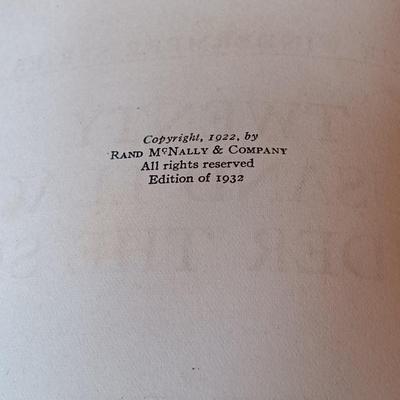 Copyright, 1922, by
RAND McNALLY & COMPANY
All rights reserved
Edition of 1932